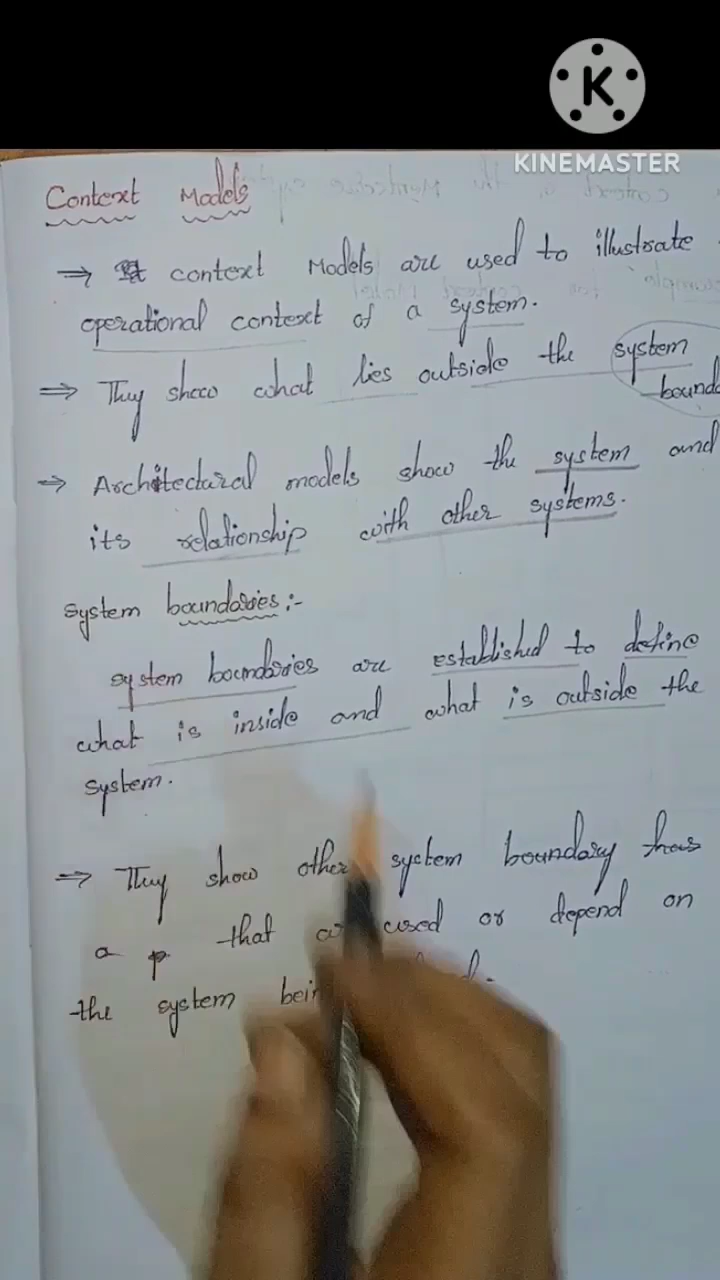 K
KINEMASTER
Context Models
⇒ context Models are used to illustrate
operational context of a system.
⇒ They show what lies outside the system
bound
⇒ Architectural models show the system and
its relationship with other systems.
System boundaries:-
system boundaries are established to define
what is inside and what is outside the
system.
⇒ They show other system boundary has
a p that used or depend on
the system